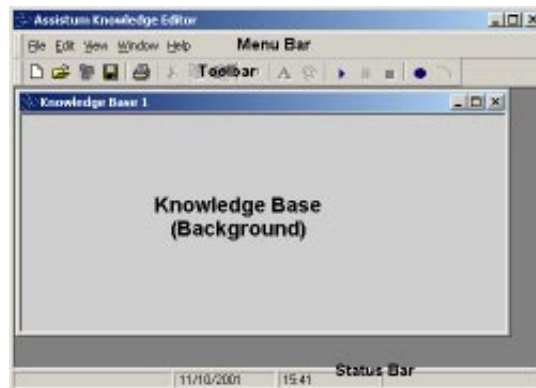 Assistum Knowledge Editor
File Edit View Window Help Menu Bar
Toolbar A
Knowledge Base 1
Knowledge Base
(Background)
Status Bar
11/10/2001 15:41